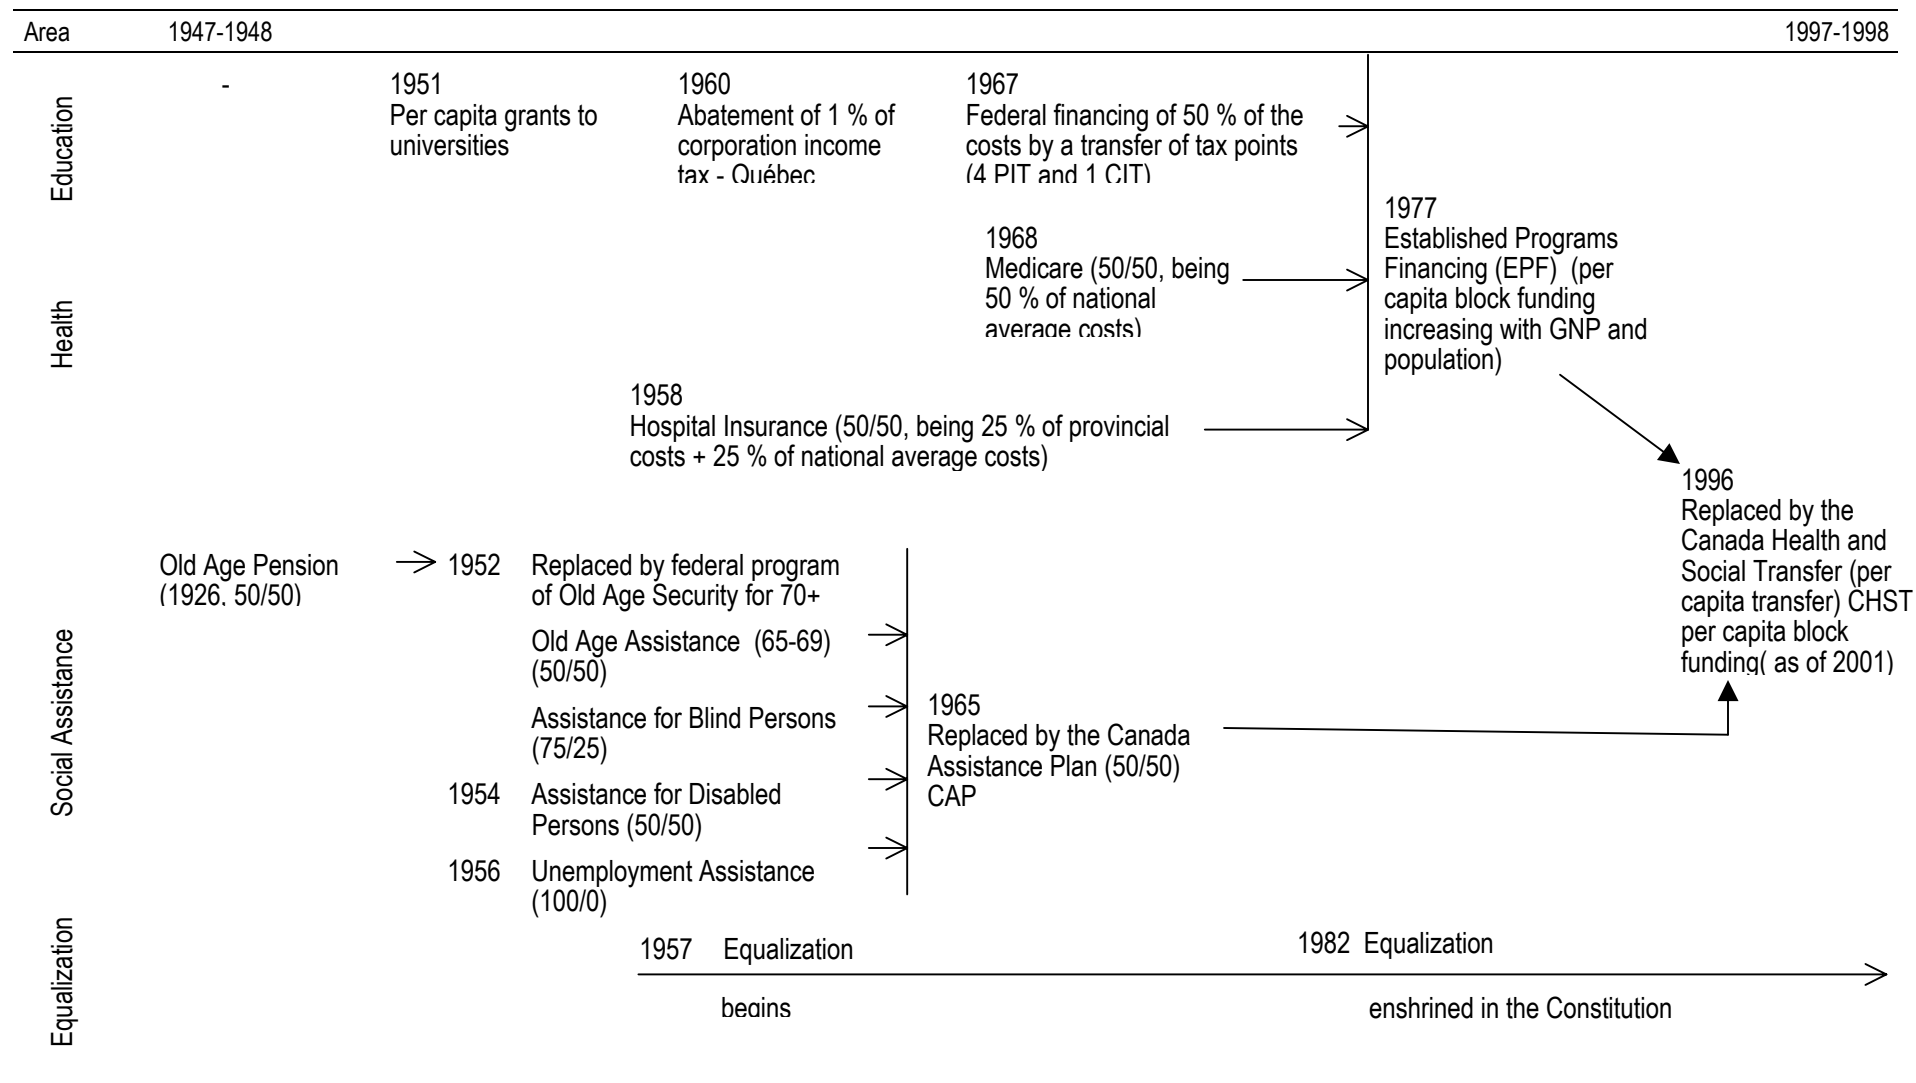 Area 1947-1948 1997-1998
Education
-
1951
Per capita grants to
universities
1960
Abatement of 1 % of
corporation income
tax - Québec
1967
Federal financing of 50 % of the
costs by a transfer of tax points
(4 PIT and 1 CIT)
Health
1968
Medicare (50/50, being
50 % of national
average costs)
1977
Established Programs
Financing (EPF) (per
capita block funding
increasing with GNP and
population)
1958
Hospital Insurance (50/50, being 25 % of provincial
costs + 25 % of national average costs)
1996
Replaced by the
Canada Health and
Social Transfer (per
capita transfer) CHST
per capita block
funding( as of 2001)
Social Assistance
Old Age Pension
(1926, 50/50)
1952 Replaced by federal program
of Old Age Security for 70+
Old Age Assistance (65-69)
(50/50)
Assistance for Blind Persons
(75/25)
1954 Assistance for Disabled
Persons (50/50)
1956 Unemployment Assistance
(100/0)
1965
Replaced by the Canada
Assistance Plan (50/50)
CAP
Equalization
1957 Equalization
begins
1982 Equalization
enshrined in the Constitution